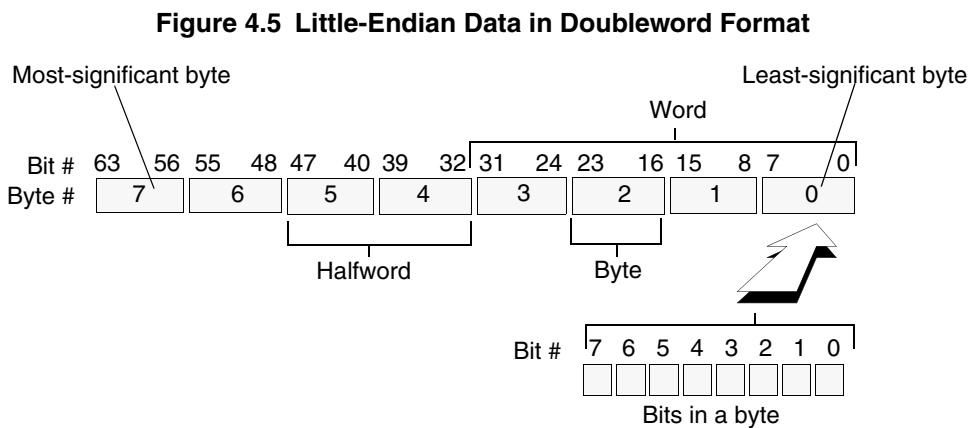 Figure 4.5 Little-Endian Data in Doubleword Format
Most-significant byte
Least-significant byte
Word
Bit # 63 56 55 48 47 40 39 32 31 24 23 16 15 8 7 0
Byte # 7 6 5 4 3 2 1 0
Halfword
Byte
Bit # 7 6 5 4 3 2 1 0
Bits in a byte